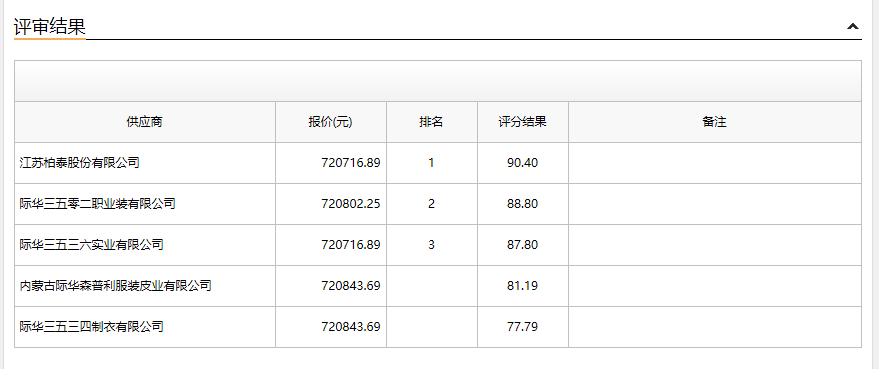 评审结果
供应商 报价(元) 排名 评分结果 备注
江苏柏泰股份有限公司 720716.89 1 90.40
际华三五零二职业装有限公司 720802.25 2 88.80
际华三五三六实业有限公司 720716.89 3 87.80
内蒙古际华森普利服装皮业有限公司 720843.69 81.19
际华三五三四制衣有限公司 720843.69 77.79